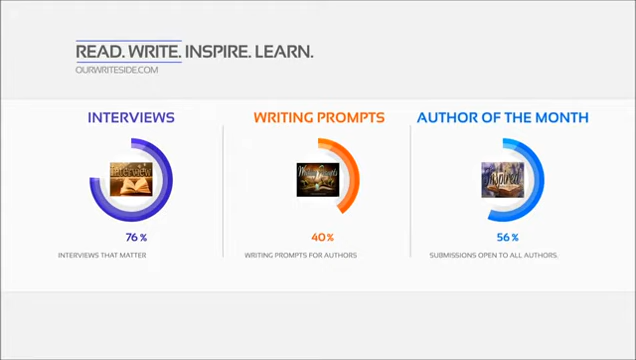 READ. WRITE. INSPIRE. LEARN.
OURWRITESIDE.COM
INTERVIEWS
WRITING PROMPTS
AUTHOR OF THE MONTH
Interview
Inspired
76 %
40 %
56 %
INTERVIEWS THAT MATTER
WRITING PROMPTS FOR AUTHORS
SUBMISSIONS OPEN TO ALL AUTHORS.